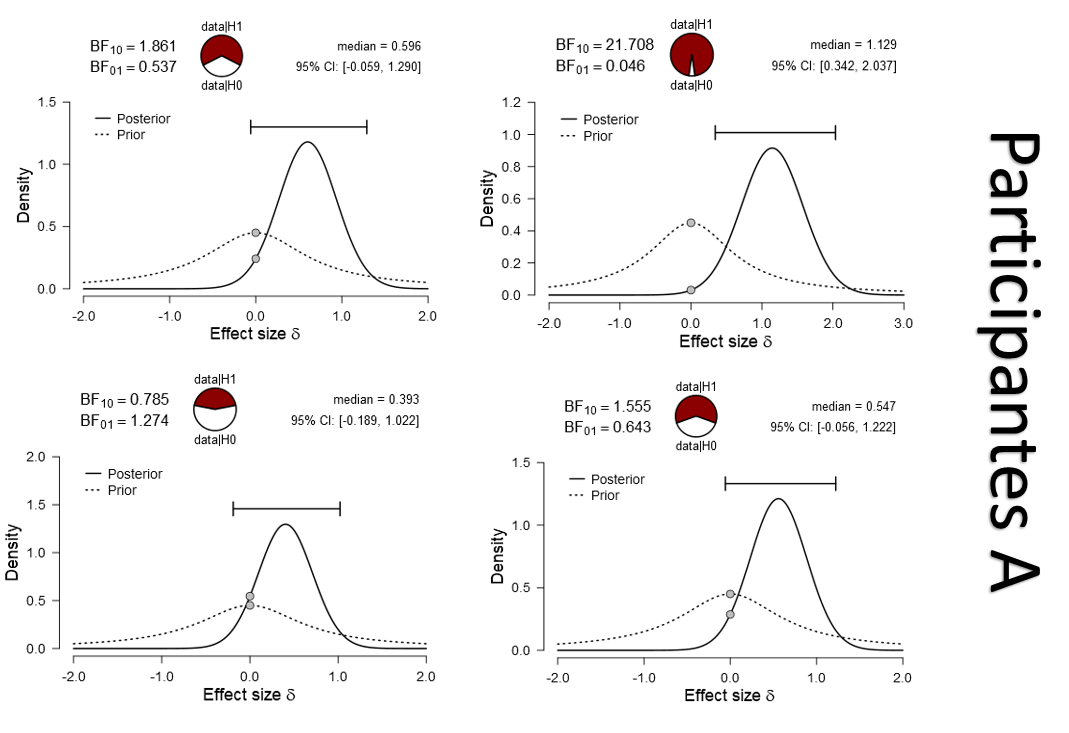 data|H1
BF10 = 1.861
BF01 = 0.537
data|H0
median = 0.596
95% CI: [-0.059, 1.290]
Posterior
Prior
Density
1.5
1.0
0.5
0.0
-2.0 -1.0 0.0 1.0 2.0
Effect size δ
data|H1
BF10 = 21.708
BF01 = 0.046
data|H0
median = 1.129
95% CI: [0.342, 2.037]
Posterior
Prior
Density
1.2
1.0
0.8
0.6
0.4
0.2
0.0
-2.0 -1.0 0.0 1.0 2.0 3.0
Effect size δ
data|H1
BF10 = 0.785
BF01 = 1.274
data|H0
median = 0.393
95% CI: [-0.189, 1.022]
Posterior
Prior
Density
2.0
1.5
1.0
0.5
0.0
-2.0 -1.0 0.0 1.0 2.0
Effect size δ
data|H1
BF10 = 1.555
BF01 = 0.643
data|H0
median = 0.547
95% CI: [-0.056, 1.222]
Posterior
Prior
Density
1.5
1.0
0.5
0.0
-2.0 -1.0 0.0 1.0 2.0
Effect size δ
Participantes A